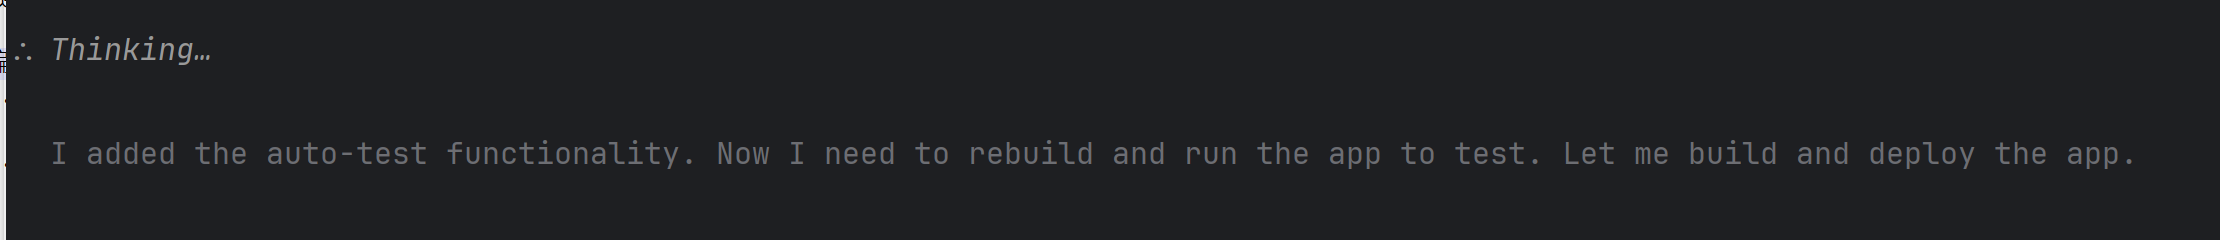 ∴ Thinking…
I added the auto-test functionality. Now I need to rebuild and run the app to test. Let me build and deploy the app.